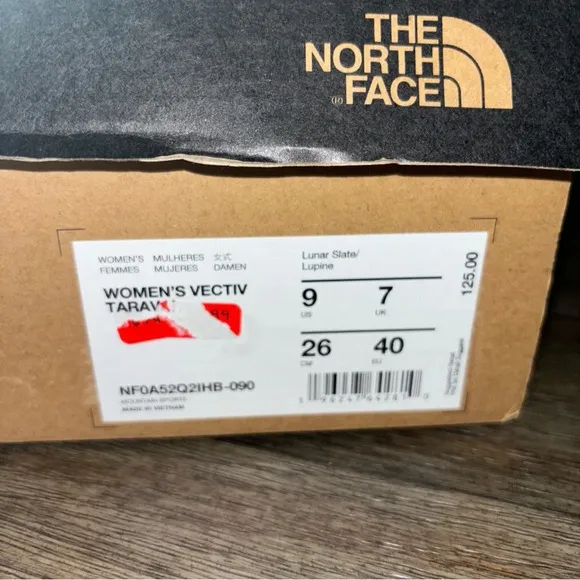 THE
NORTH
FACE
WOMEN'S MULHERES 女式
FEMMES MUJERES DAMEN
Lunar Slate/
Lupine
125.00
WOMEN'S VECTIV
9
US
7
UK
26
CM
40
EU
NF0A52Q2IHB-090
MADE IN VIETNAM